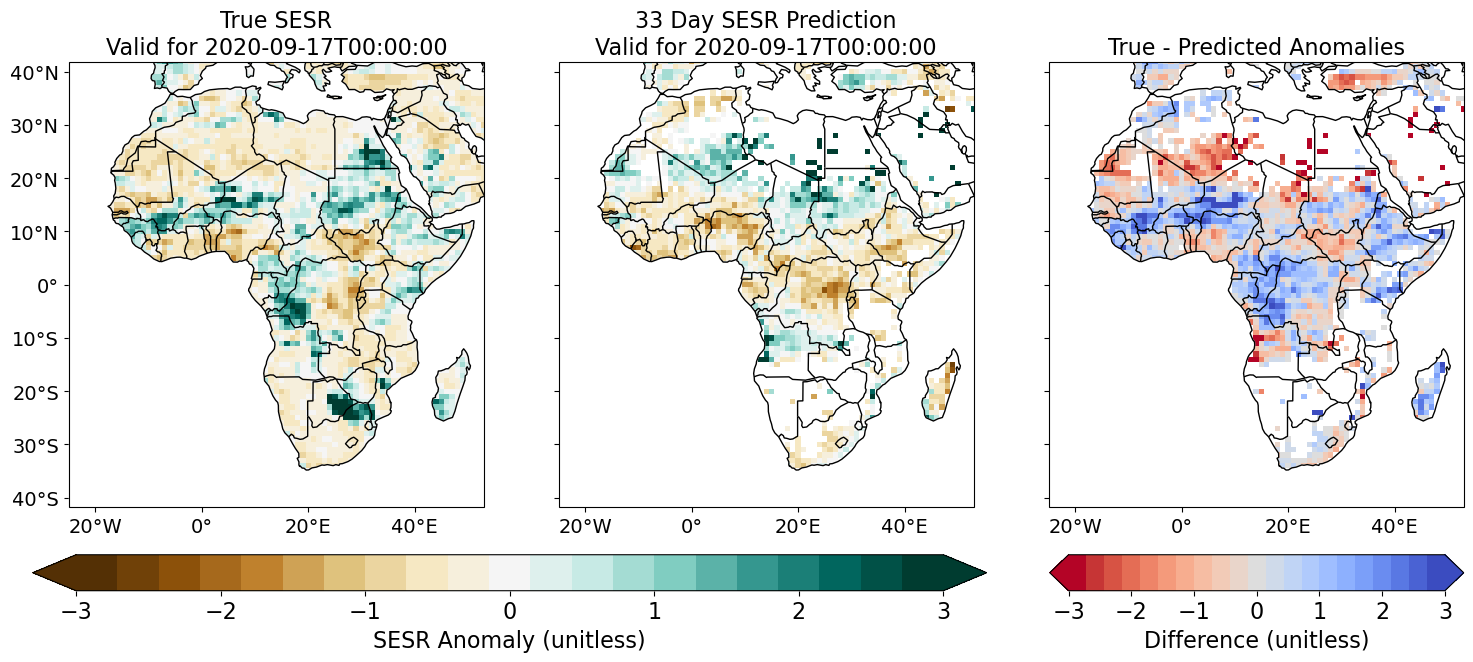 True SESR
Valid for 2020-09-17T00:00:00
33 Day SESR Prediction
Valid for 2020-09-17T00:00:00
True - Predicted Anomalies
40°N
30°N
20°N
10°N
0°
10°S
20°S
30°S
40°S
20°W 0° 20°E 40°E
20°W 0° 20°E 40°E
20°W 0° 20°E 40°E
−3 −2 −1 0 1 2 3
SESR Anomaly (unitless)
−3 −2 −1 0 1 2 3
Difference (unitless)